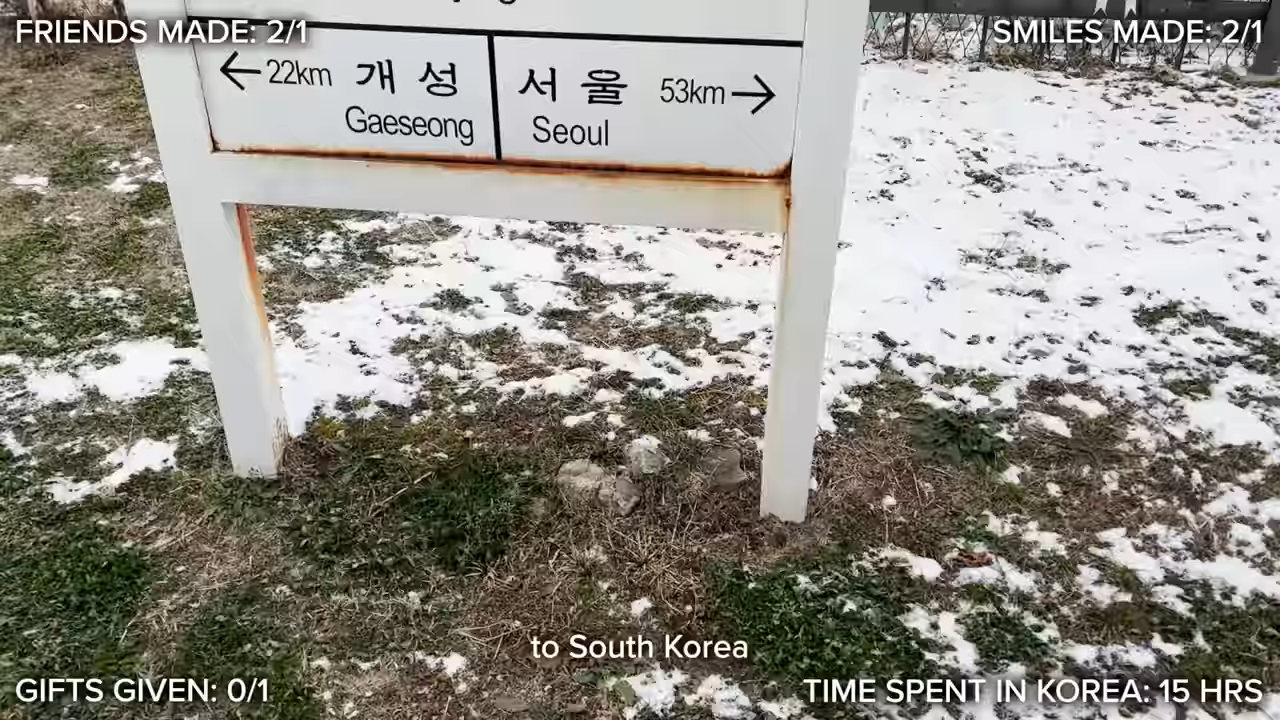 FRIENDS MADE: 2/1
SMILES MADE: 2/1
← 22km 개성
Gaeseong
서울 53km →
Seoul
to South Korea
GIFTS GIVEN: 0/1
TIME SPENT IN KOREA: 15 HRS